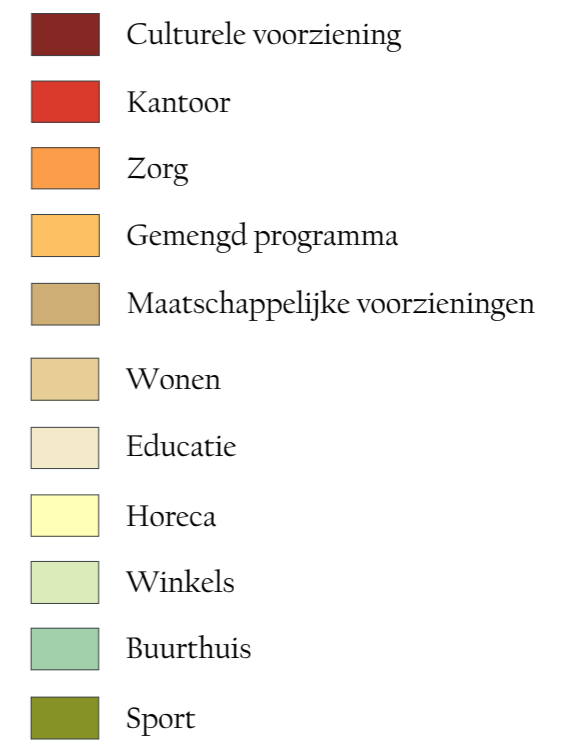 Culturele voorziening
Kantoor
Zorg
Gemengd programma
Maatschappelijke voorzieningen
Wonen
Educatie
Horeca
Winkels
Buurthuis
Sport